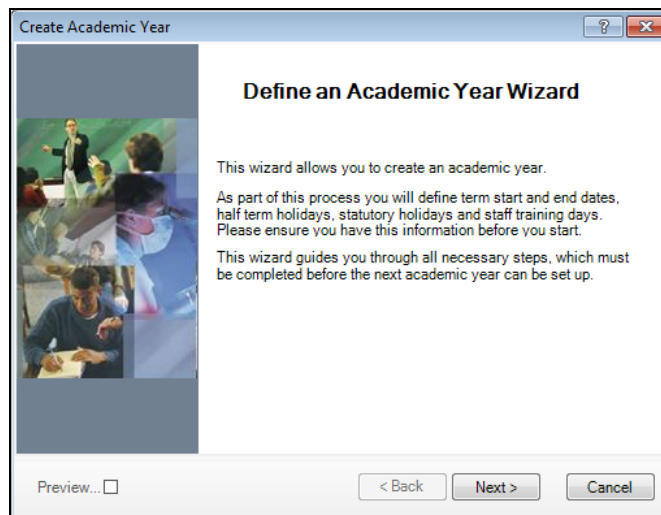 Create Academic Year
?
Define an Academic Year Wizard
This wizard allows you to create an academic year.
As part of this process you will define term start and end dates,
half term holidays, statutory holidays and staff training days.
Please ensure you have this information before you start.
This wizard guides you through all necessary steps, which must
be completed before the next academic year can be set up.
Preview...
< Back
Next >
Cancel